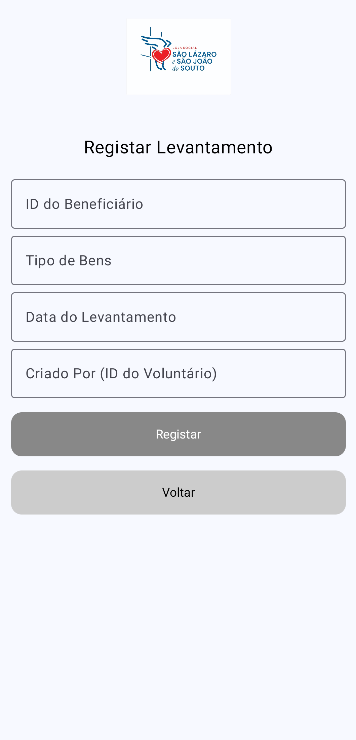 SÃO LÁZARO
e SÃO JOÃO
do SOUTO
Registar Levantamento
ID do Beneficiário
Tipo de Bens
Data do Levantamento
Criado Por (ID do Voluntário)
Registar
Voltar